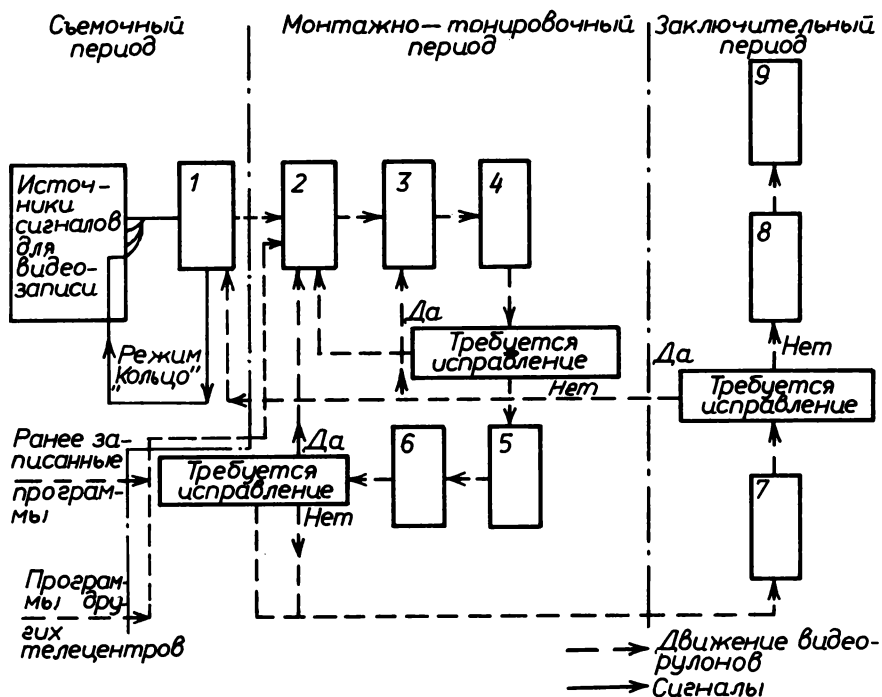 Съемочный
период
Монтажно-тонировочный
период
Заключительный
период
9
Источ-
ники
сигналов
для
видео-
записи
1
2
3
4
8
Да
Требуется
исправление
Нет
Режим
"Кольцо"
Да
Нет
Требуется
исправление
Ранее за-
писанные
програм-
мы
Да
Требуется
исправление
Нет
6
5
7
Програм-
мы дру-
гих
телецентров
Движение видео-
рулонов
Сигналы